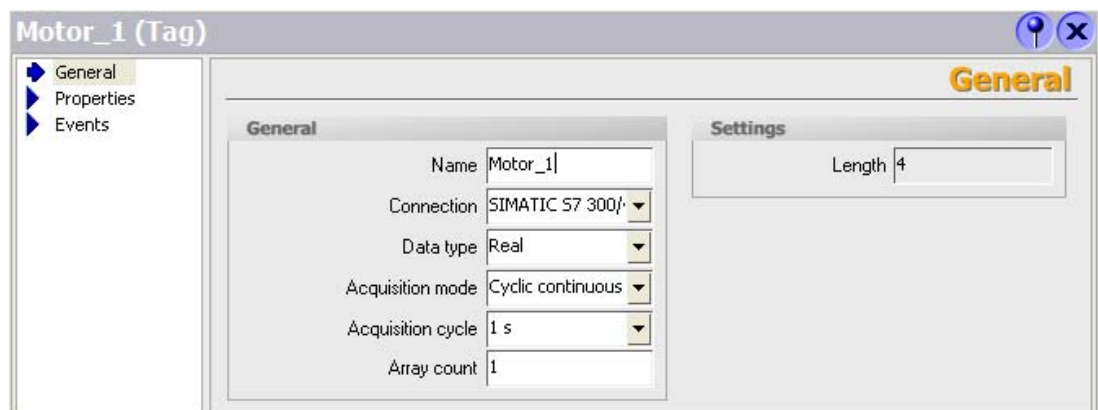 Motor_1 (Tag)
General
Properties
Events
General
General
Name Motor_1
Connection SIMATIC S7 300/
Data type Real
Acquisition mode Cyclic continuous
Acquisition cycle 1 s
Array count 1
Settings
Length 4